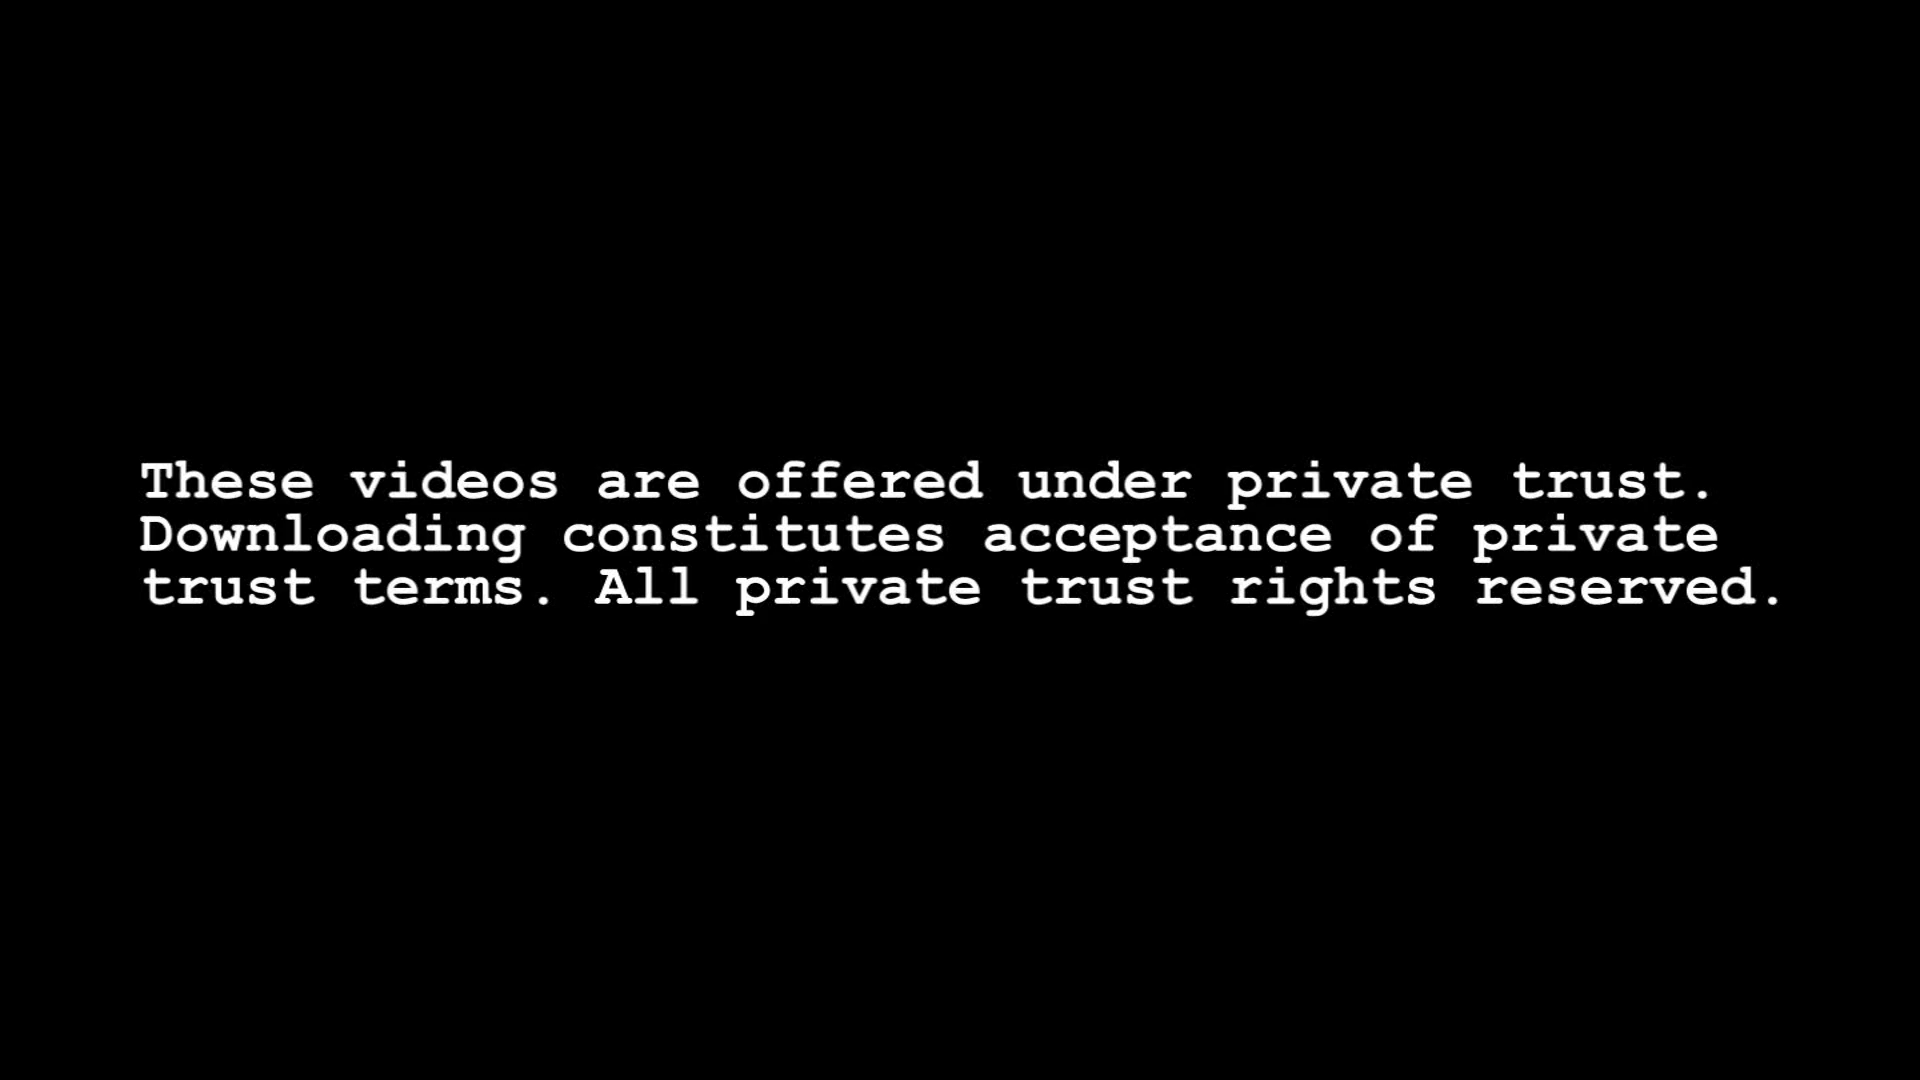 These videos are offered under private trust.
Downloading constitutes acceptance of private
trust terms. All private trust rights reserved.